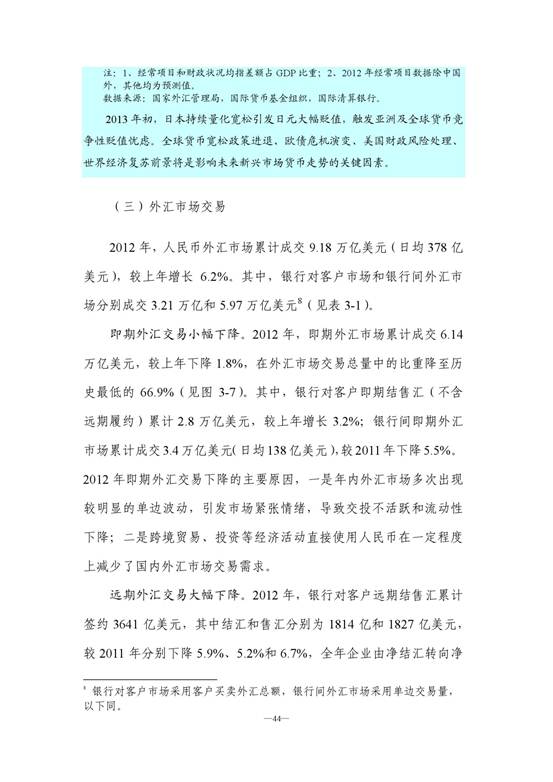 注：1、经常项目和财政状况均指差额占 GDP 比重；2、2012 年经常项目数据除中国
外，其他均为预测值。
数据来源：国家外汇管理局，国际货币基金组织，国际清算银行。
2013 年初，日本持续量化宽松引发日元大幅贬值，触发亚洲及全球货币竞
争性贬值忧虑。全球货币宽松政策进退、欧债危机演变、美国财政风险处理、
世界经济复苏前景将是影响未来新兴市场货币走势的关键因素。
（三）外汇市场交易
2012 年，人民币外汇市场累计成交 9.18 万亿美元（日均 378 亿
美元），较上年增长 6.2%。其中，银行对客户市场和银行间外汇市
场分别成交 3.21 万亿和 5.97 万亿美元8（见表 3-1）。
即期外汇交易小幅下降。2012 年，即期外汇市场累计成交 6.14
万亿美元，较上年下降 1.8%，在外汇市场交易总量中的比重降至历
史最低的 66.9%（见图 3-7）。其中，银行对客户即期结售汇（不含
远期履约）累计 2.8 万亿美元，较上年增长 3.2%；银行间即期外汇
市场累计成交 3.4 万亿美元（日均 138 亿美元），较 2011 年下降 5.5%。
2012 年即期外汇交易下降的主要原因，一是年内外汇市场多次出现
较明显的单边波动，引发市场紧张情绪，导致交投不活跃和流动性
下降；二是跨境贸易、投资等经济活动直接使用人民币在一定程度
上减少了国内外汇市场交易需求。
远期外汇交易大幅下降。2012 年，银行对客户远期结售汇累计
签约 3641 亿美元，其中结汇和售汇分别为 1814 亿和 1827 亿美元，
较 2011 年分别下降 5.9%、5.2%和 6.7%，全年企业由净结汇转向净
8 银行对客户市场采用客户买卖外汇总额，银行间外汇市场采用单边交易量，
以下同。
—44—